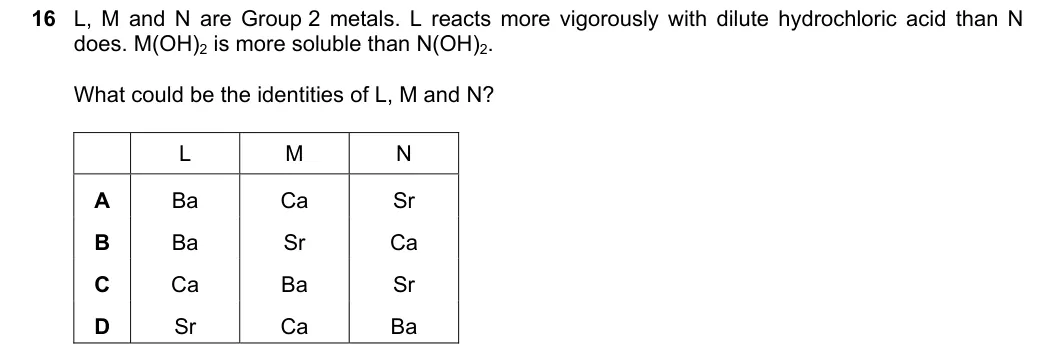 16 L, M and N are Group 2 metals. L reacts more vigorously with dilute hydrochloric acid than N
does. M(OH)₂ is more soluble than N(OH)₂.
What could be the identities of L, M and N?
L M N
A Ba Ca Sr
B Ba Sr Ca
C Ca Ba Sr
D Sr Ca Ba